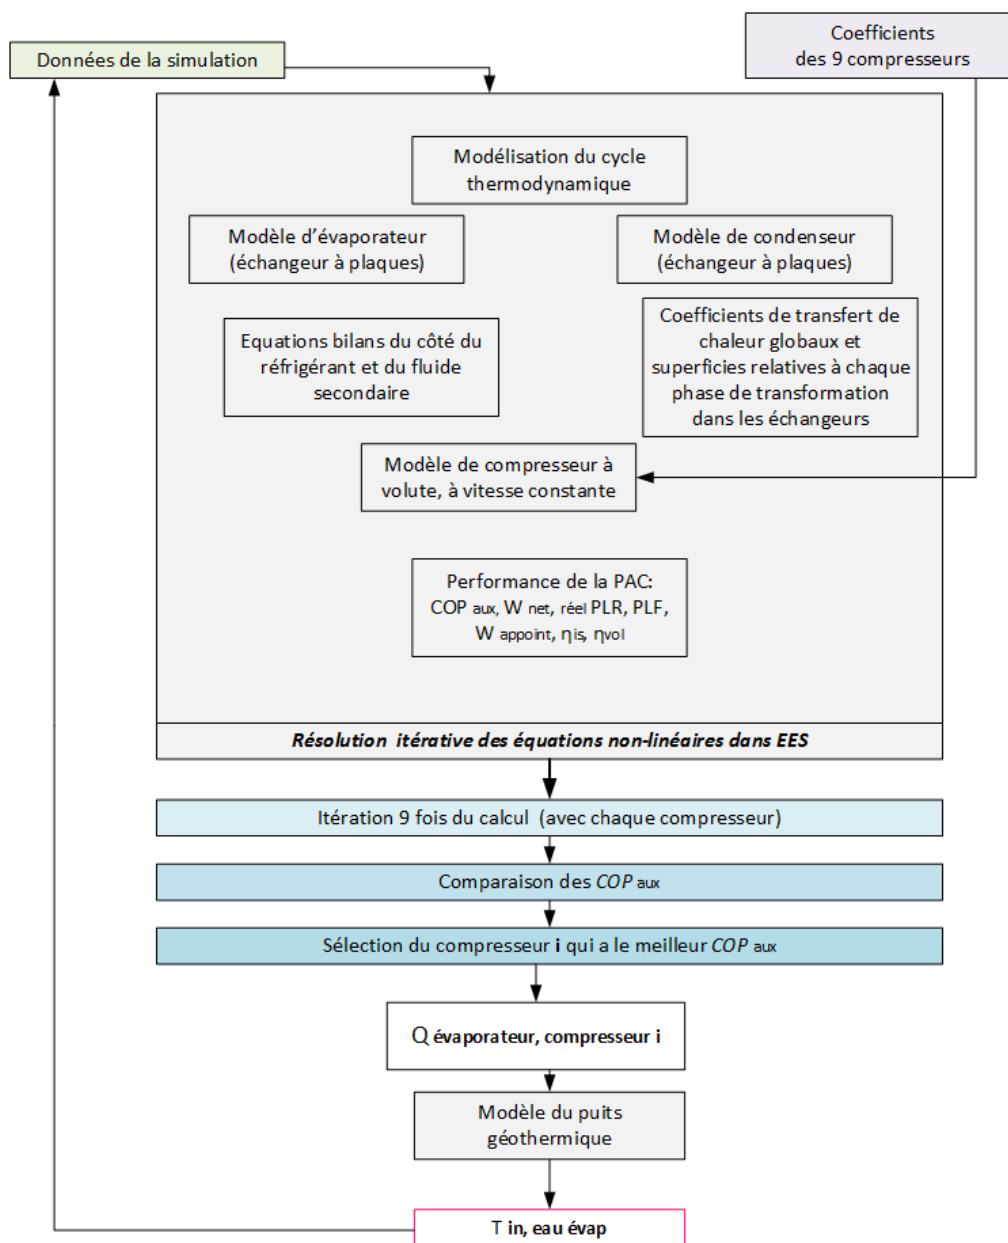 Données de la simulation
Coefficients
des 9 compresseurs
Modélisation du cycle
thermodynamique
Modèle d'évaporateur
(échangeur à plaques)
Modèle de condenseur
(échangeur à plaques)
Equations bilans du côté du
réfrigérant et du fluide
secondaire
Coefficients de transfert de
chaleur globaux et
superficies relatives à chaque
phase de transformation
dans les échangeurs
Modèle de compresseur à
volute, à vitesse constante
Performance de la PAC:
COP aux, W net, réel PLR, PLF,
W appoint, ηis, ηvol
Résolution itérative des équations non-linéaires dans EES
Itération 9 fois du calcul (avec chaque compresseur)
Comparaison des COP aux
Sélection du compresseur i qui a le meilleur COP aux
Q évaporateur, compresseur i
Modèle du puits
géothermique
T in, eau évap